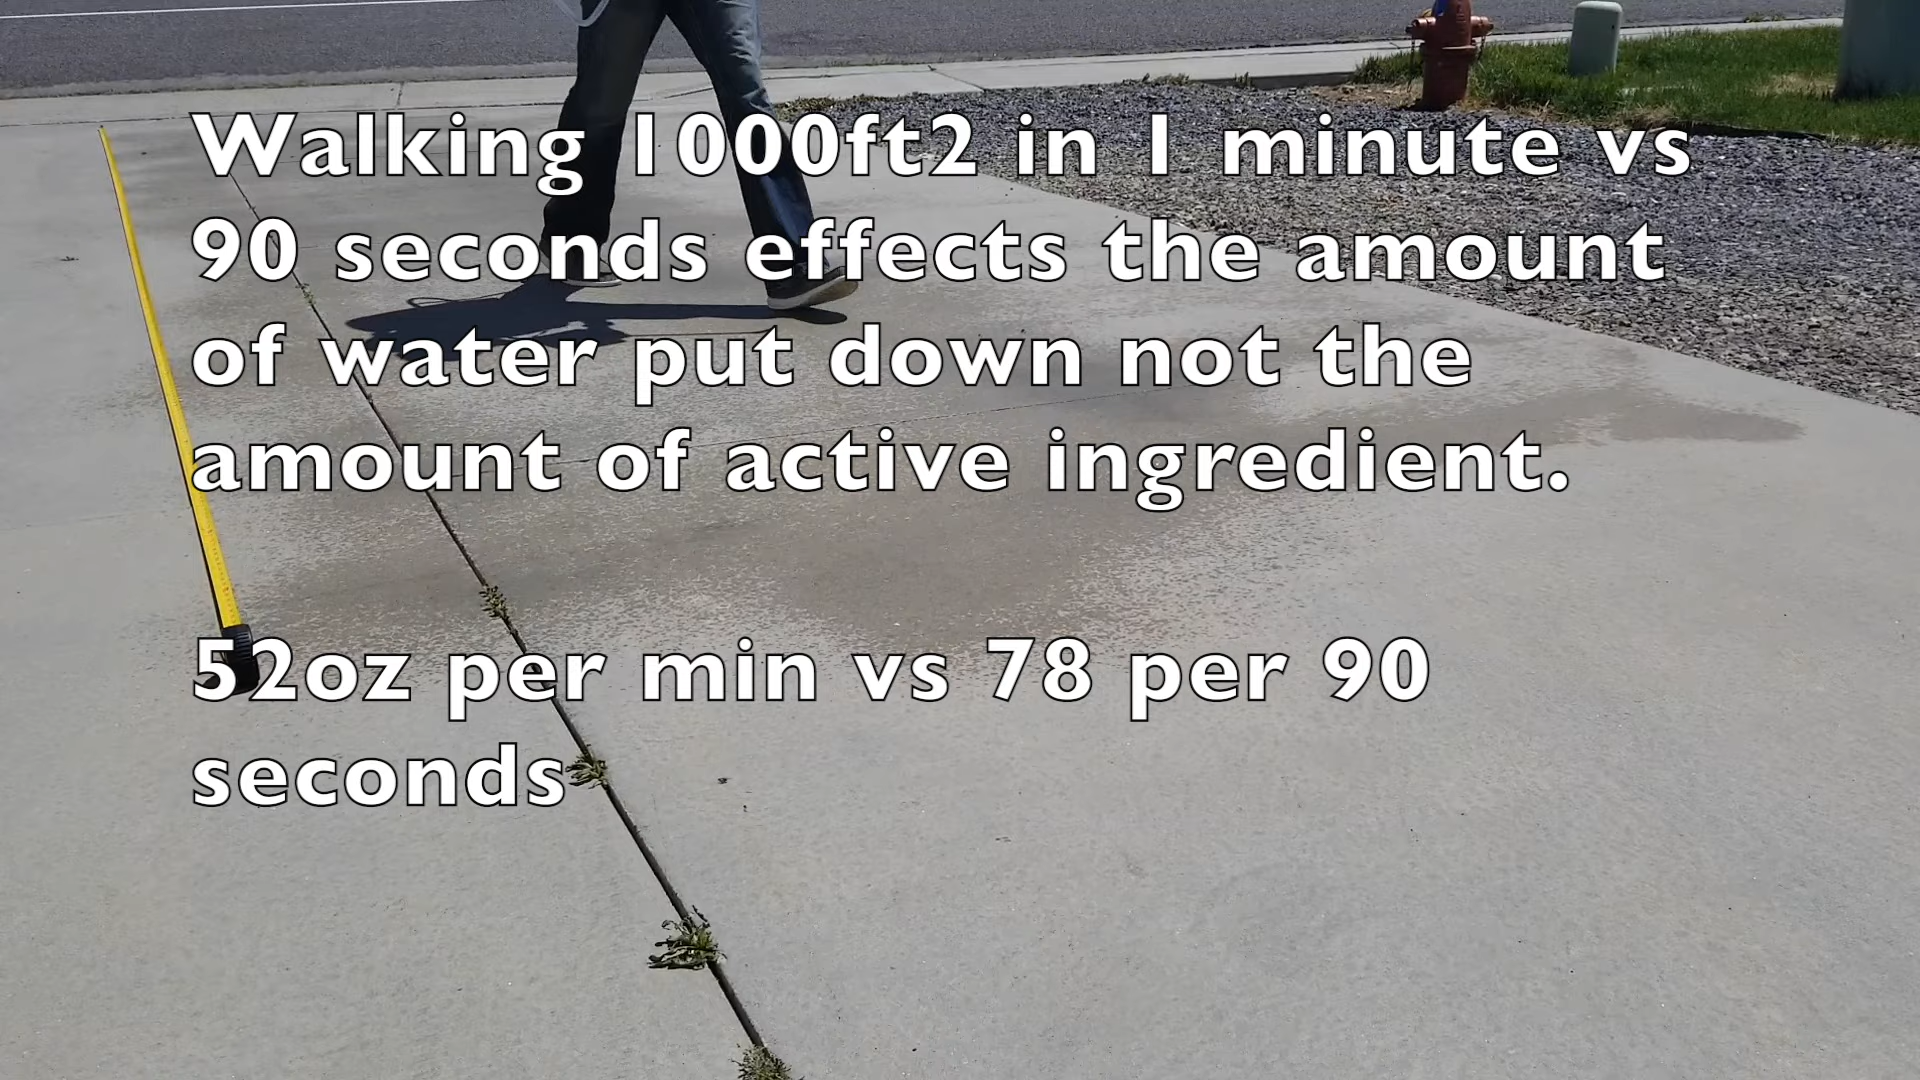 Walking 1000ft2 in 1 minute vs
90 seconds effects the amount
of water put down not the
amount of active ingredient.
52oz per min vs 78 per 90
seconds